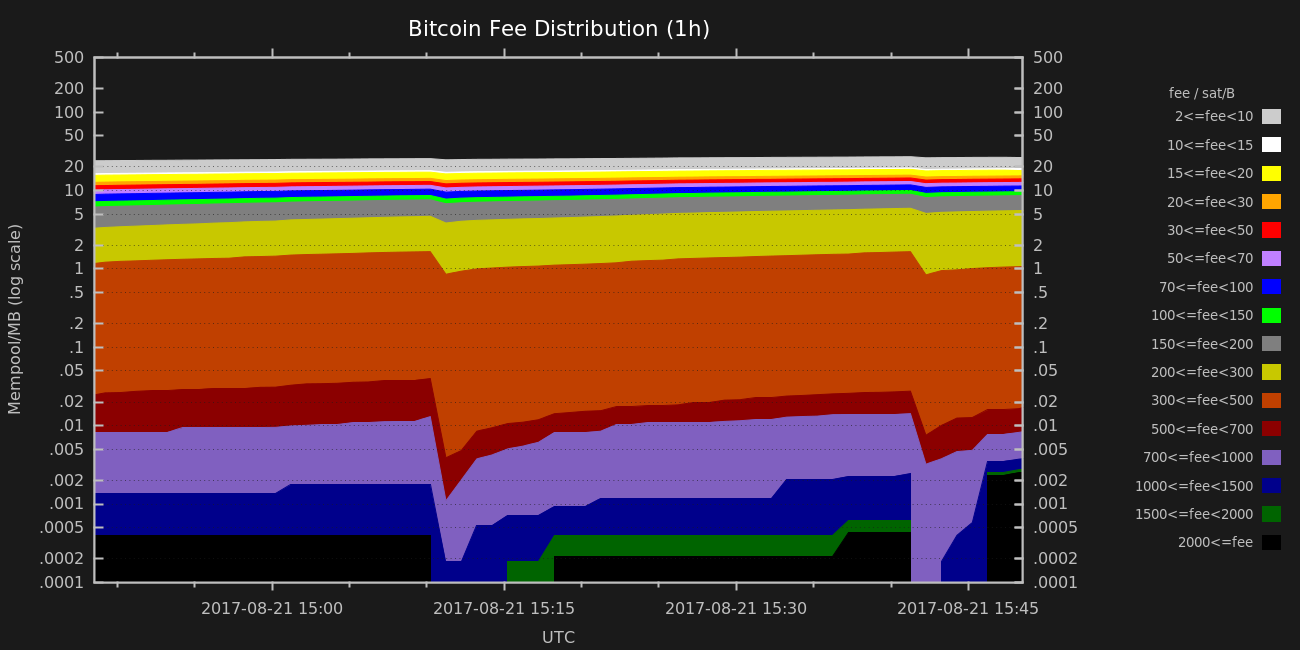 Bitcoin Fee Distribution (1h)
Mempool/MB (log scale)
500
200
100
50
20
10
5
2
1
.5
.2
.1
.05
.02
.01
.005
.002
.001
.0005
.0002
.0001
500
200
100
50
20
10
5
2
1
.5
.2
.1
.05
.02
.01
.005
.002
.001
.0005
.0002
.0001
2017-08-21 15:00
2017-08-21 15:15
2017-08-21 15:30
2017-08-21 15:45
UTC
fee / sat/B
2<=fee<10
10<=fee<15
15<=fee<20
20<=fee<30
30<=fee<50
50<=fee<70
70<=fee<100
100<=fee<150
150<=fee<200
200<=fee<300
300<=fee<500
500<=fee<700
700<=fee<1000
1000<=fee<1500
1500<=fee<2000
2000<=fee